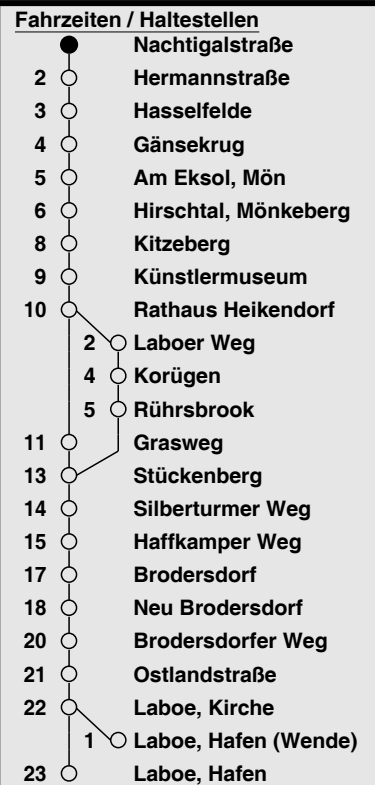 Fahrzeiten / Haltestellen
Nachtigalstraße
2 Hermannstraße
3 Hasselfelde
4 Gänsekrug
5 Am Eksol, Mön
6 Hirschtal, Mönkeberg
8 Kitzeberg
9 Künstlermuseum
10 Rathaus Heikendorf
2 Laboer Weg
4 Korügen
5 Rührsbrook
11 Grasweg
13 Stückenberg
14 Silberturmer Weg
15 Haffkamper Weg
17 Brodersdorf
18 Neu Brodersdorf
20 Brodersdorfer Weg
21 Ostlandstraße
22 Laboe, Kirche
1 Laboe, Hafen (Wende)
23 Laboe, Hafen